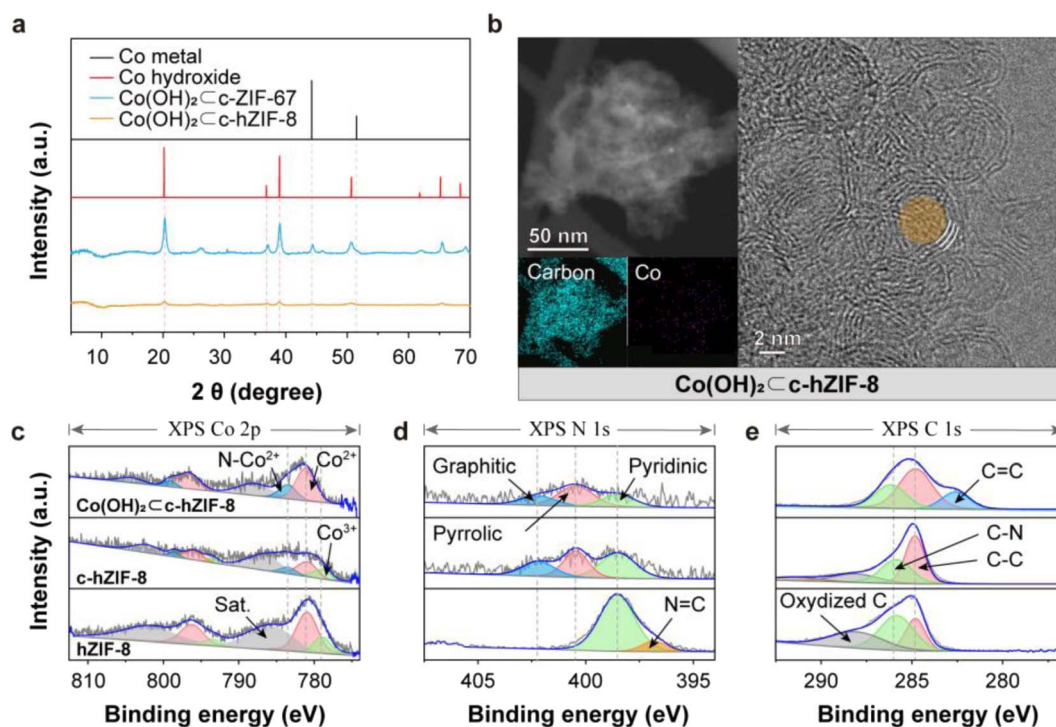 a
Co metal
Co hydroxide
Co(OH)₂⊂c-ZIF-67
Co(OH)₂⊂c-hZIF-8
Intensity (a.u.)
10 20 30 40 50 60 70
2 θ (degree)
b
50 nm
Carbon
Co
2 nm
Co(OH)₂⊂c-hZIF-8
c
XPS Co 2p
N-Co²⁺
Co²⁺
Co(OH)₂⊂c-hZIF-8
Co³⁺
c-hZIF-8
Sat.
hZIF-8
Intensity (a.u.)
810 800 790 780
Binding energy (eV)
d
XPS N 1s
Graphitic
Pyridinic
Pyrrolic
N=C
405 400 395
Binding energy (eV)
e
XPS C 1s
C=C
C-N
C-C
Oxydized C
290 285 280
Binding energy (eV)